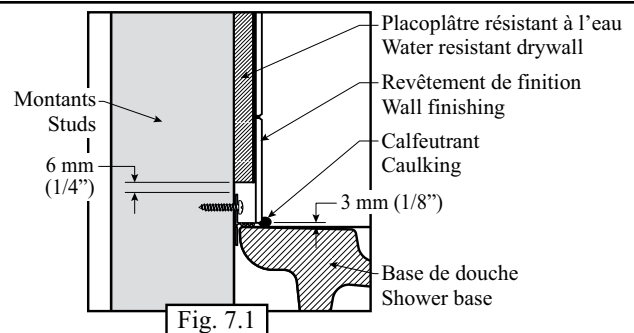 Placoplâtre résistant à l’eau
Water resistant drywall
Revêtement de finition
Wall finishing
Montants
Studs
Calfeutrant
Caulking
6 mm
(1/4”)
3 mm (1/8”)
Base de douche
Shower base
Fig. 7.1